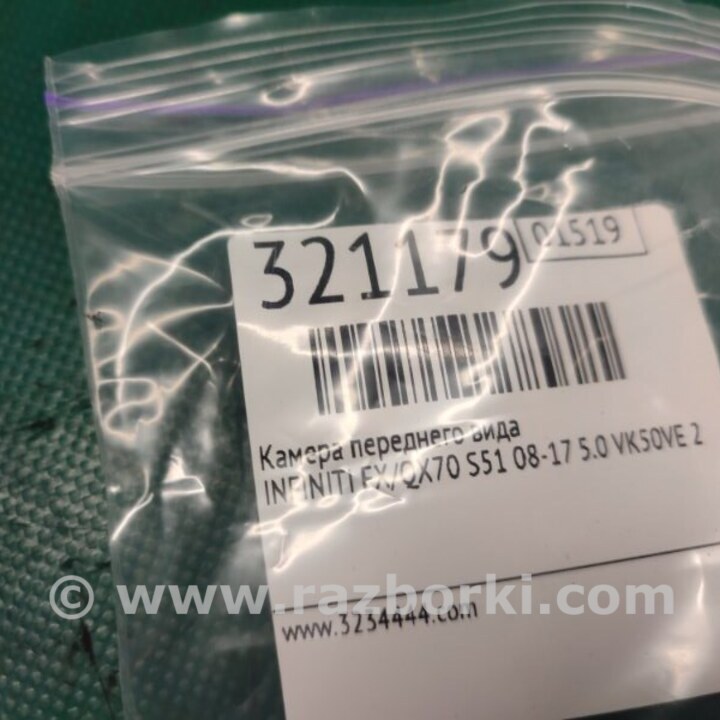 321179 01519
Камера переднего вида
INFINITI FX/QX70 S51 08-17 5.0 VK50VE 2
© www.razborki.com
www.3234444.com